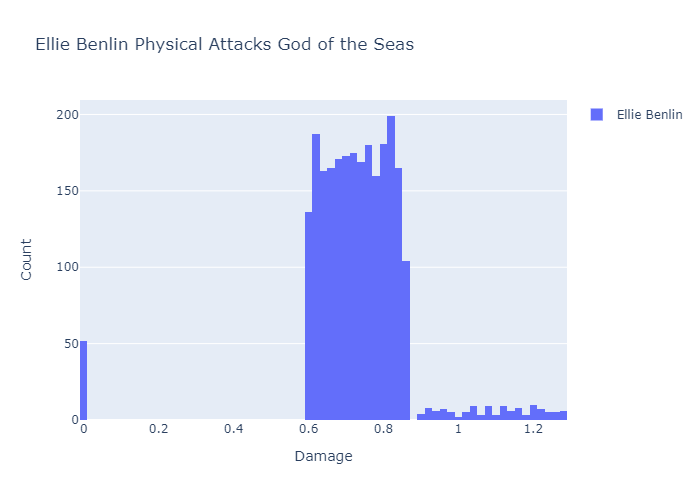 Ellie Benlin Physical Attacks God of the Seas
Ellie Benlin
200
150
100
50
0
Count
0 0.2 0.4 0.6 0.8 1 1.2
Damage